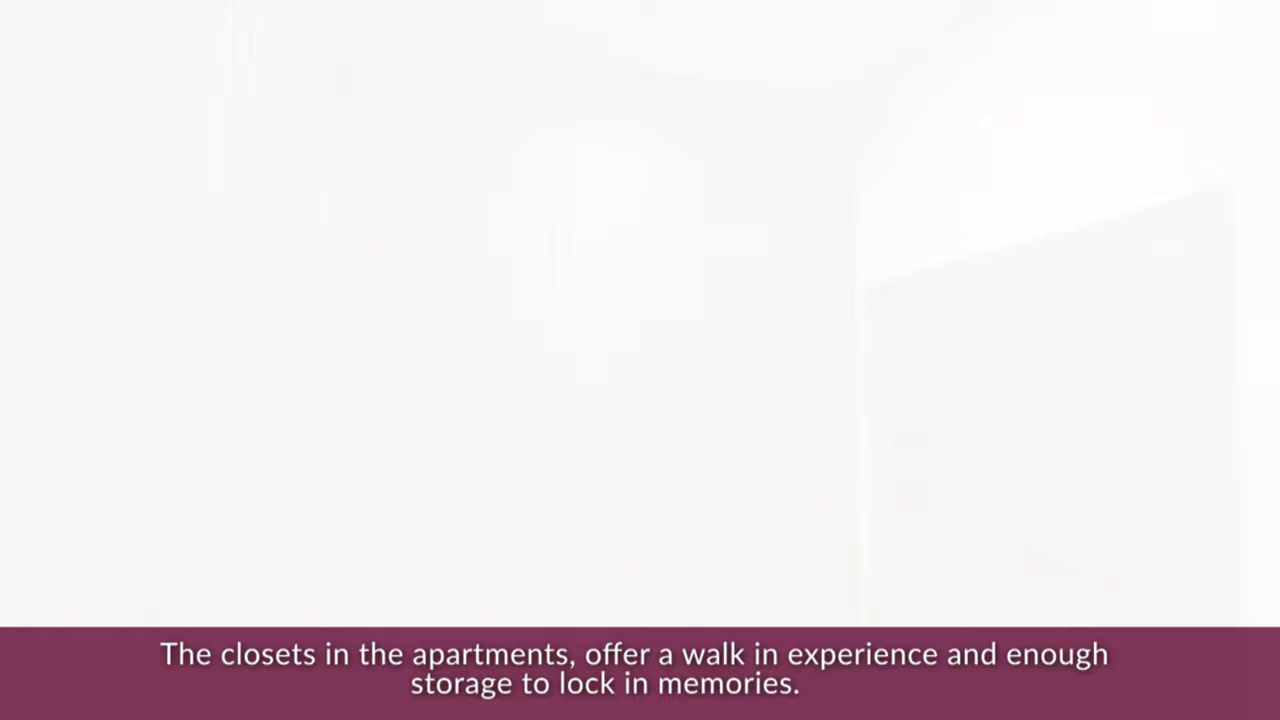 The closets in the apartments, offer a walk in experience and enough
storage to lock in memories.